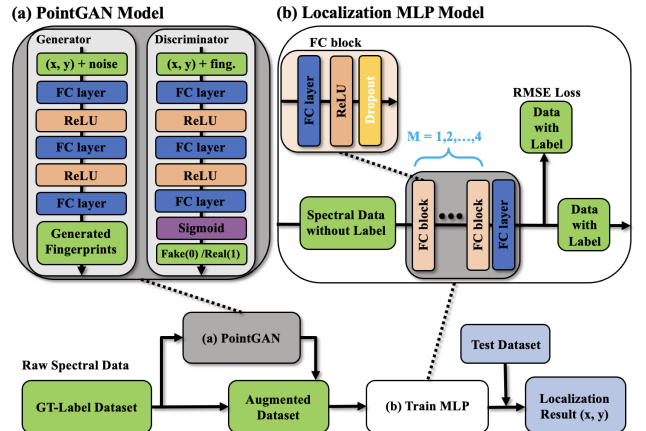 (a) PointGAN Model
Generator
(x, y) + noise
FC layer
ReLU
FC layer
ReLU
FC layer
Generated
Fingerprints
Discriminator
(x, y) + fing.
FC layer
ReLU
FC layer
ReLU
FC layer
Sigmoid
Fake(0) /Real(1)
(b) Localization MLP Model
FC block
FC layer
ReLU
Dropout
M = 1,2,…,4
RMSE Loss
Data
with
Label
Spectral Data
without Label
FC block
•••
FC block
FC layer
Data
with
Label
(a) PointGAN
Raw Spectral Data
GT-Label Dataset
Augmented
Dataset
(b) Train MLP
Test Dataset
Localization
Result (x, y)